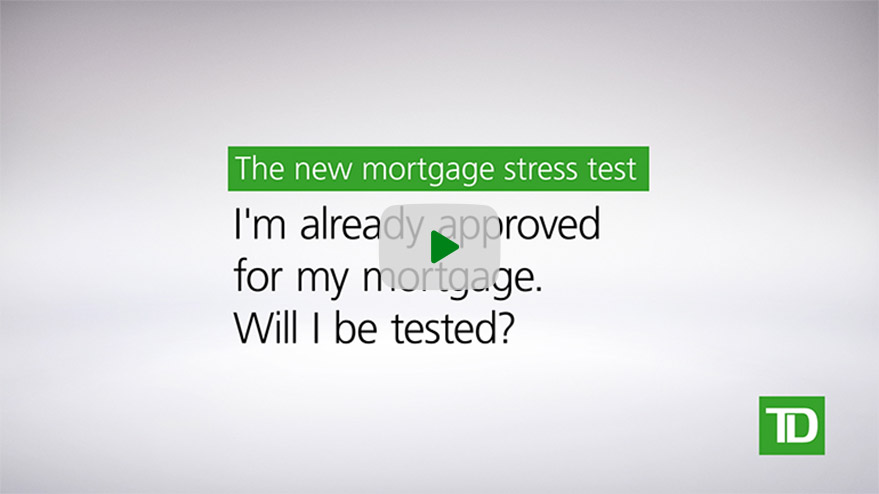 The new mortgage stress test
I'm already approved
for my mortgage.
Will I be tested?
TD